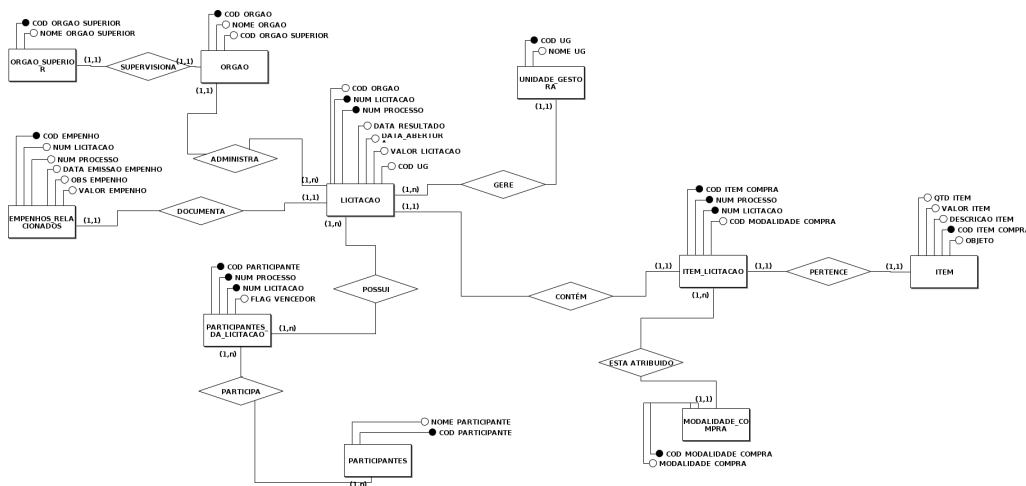 COD ORGAO SUPERIOR
NOME ORGAO SUPERIOR
ORGAO_SUPERIO
R
(1,1)
SUPERVISIONA
(1,1)
COD ORGAO
NOME ORGAO
COD ORGAO SUPERIOR
ORGAO
(1,1)
ADMINISTRA
(1,n)
COD ORGAO
NUM LICITACAO
NUM PROCESSO
DATA RESULTADO
DATA_ABERTUR
VALOR LICITACAO
COD UG
LICITACAO
(1,n)
(1,1)
(1,1)
(1,n)
COD UG
NOME UG
UNIDADE_GESTO
RA
(1,1)
GERE
COD EMPENHO
NUM LICITACAO
NUM PROCESSO
DATA EMISSAO EMPENHO
OBS EMPENHO
VALOR EMPENHO
EMPENHOS_RELA
CIONADOS
(1,1)
DOCUMENTA
COD PARTICIPANTE
NUM PROCESSO
NUM LICITACAO
FLAG VENCEDOR
PARTICIPANTES_
DA_LICITACAO
(1,n)
(1,n)
POSSUI
PARTICIPA
NOME PARTICIPANTE
COD PARTICIPANTE
PARTICIPANTES
(1,n)
CONTÉM
(1,1)
COD ITEM COMPRA
NUM PROCESSO
NUM LICITACAO
COD MODALIDADE COMPRA
ITEM_LICITACAO
(1,1)
(1,n)
PERTENCE
(1,1)
QTD ITEM
VALOR ITEM
DESCRICAO ITEM
COD ITEM COMPRA
OBJETO
ITEM
ESTA ATRIBUIDO
(1,1)
MODALIDADE_CO
MPRA
COD MODALIDADE COMPRA
MODALIDADE COMPRA